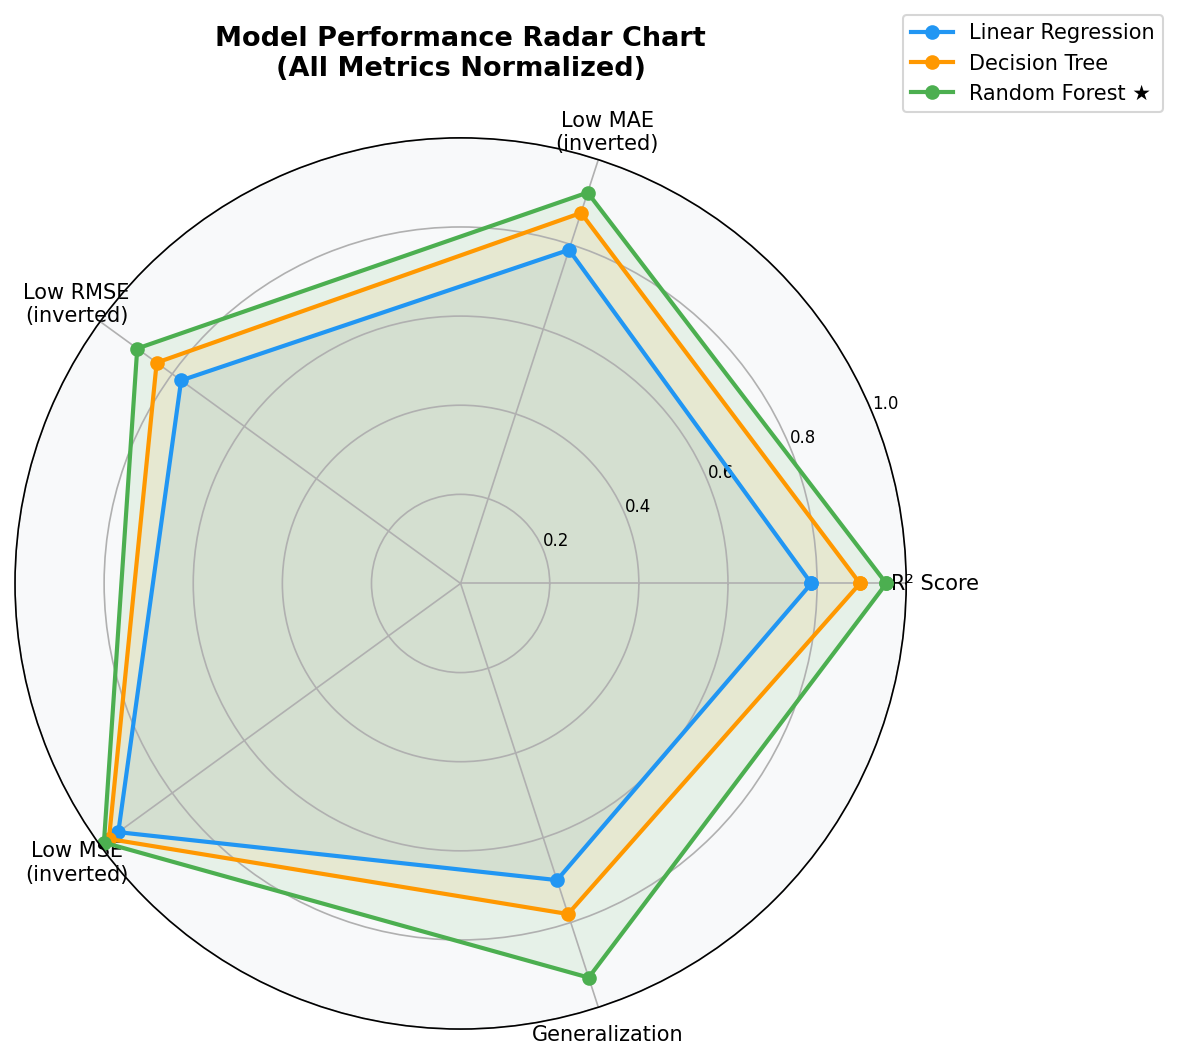 Model Performance Radar Chart
(All Metrics Normalized)
Linear Regression
Decision Tree
Random Forest ★
Low MAE
(inverted)
Low RMSE
(inverted)
1.0
0.8
0.6
0.4
0.2
R² Score
Low MSE
(inverted)
Generalization